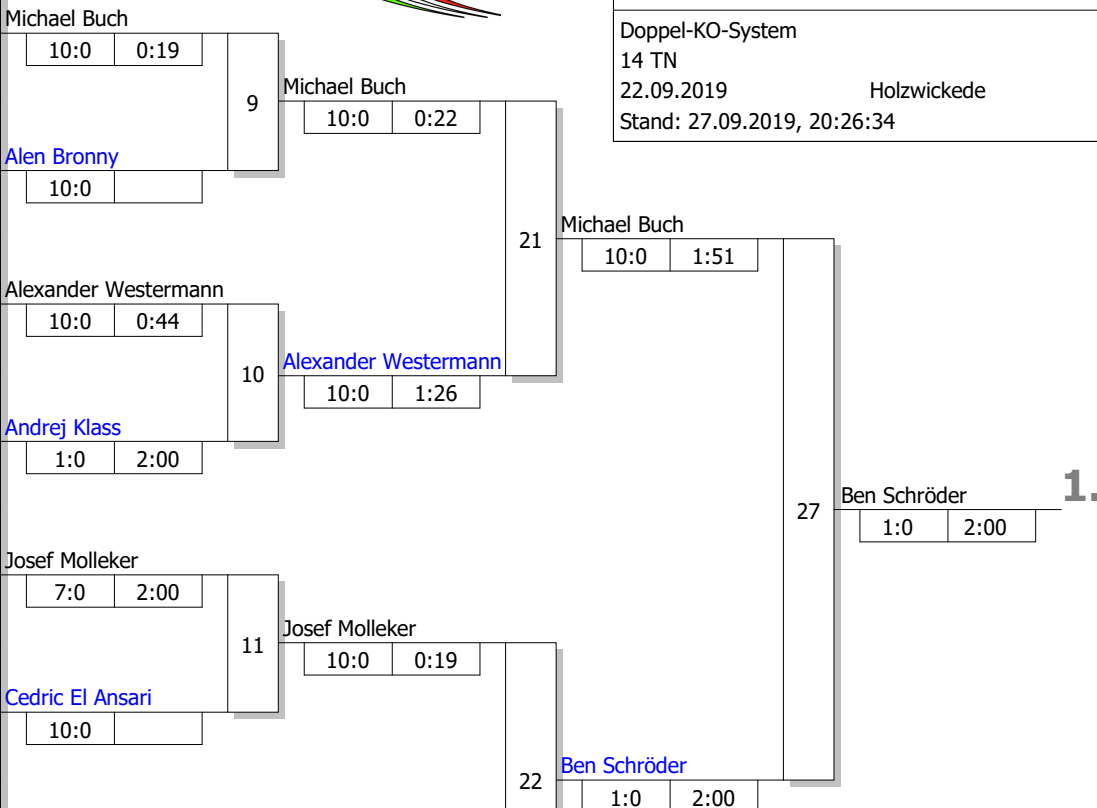 Michael Buch
10:0 0:19
Doppel-KO-System
14 TN
22.09.2019 Holzwickede
Stand: 27.09.2019, 20:26:34
9
Michael Buch
10:0 0:22
Alen Bronny
10:0
21
Michael Buch
10:0 1:51
Alexander Westermann
10:0 0:44
10
Alexander Westermann
10:0 1:26
Andrej Klass
1:0 2:00
27
Ben Schröder
1:0 2:00
1.
Josef Molleker
7:0 2:00
11
Josef Molleker
10:0 0:19
Cedric El Ansari
10:0
22
Ben Schröder
1:0 2:00